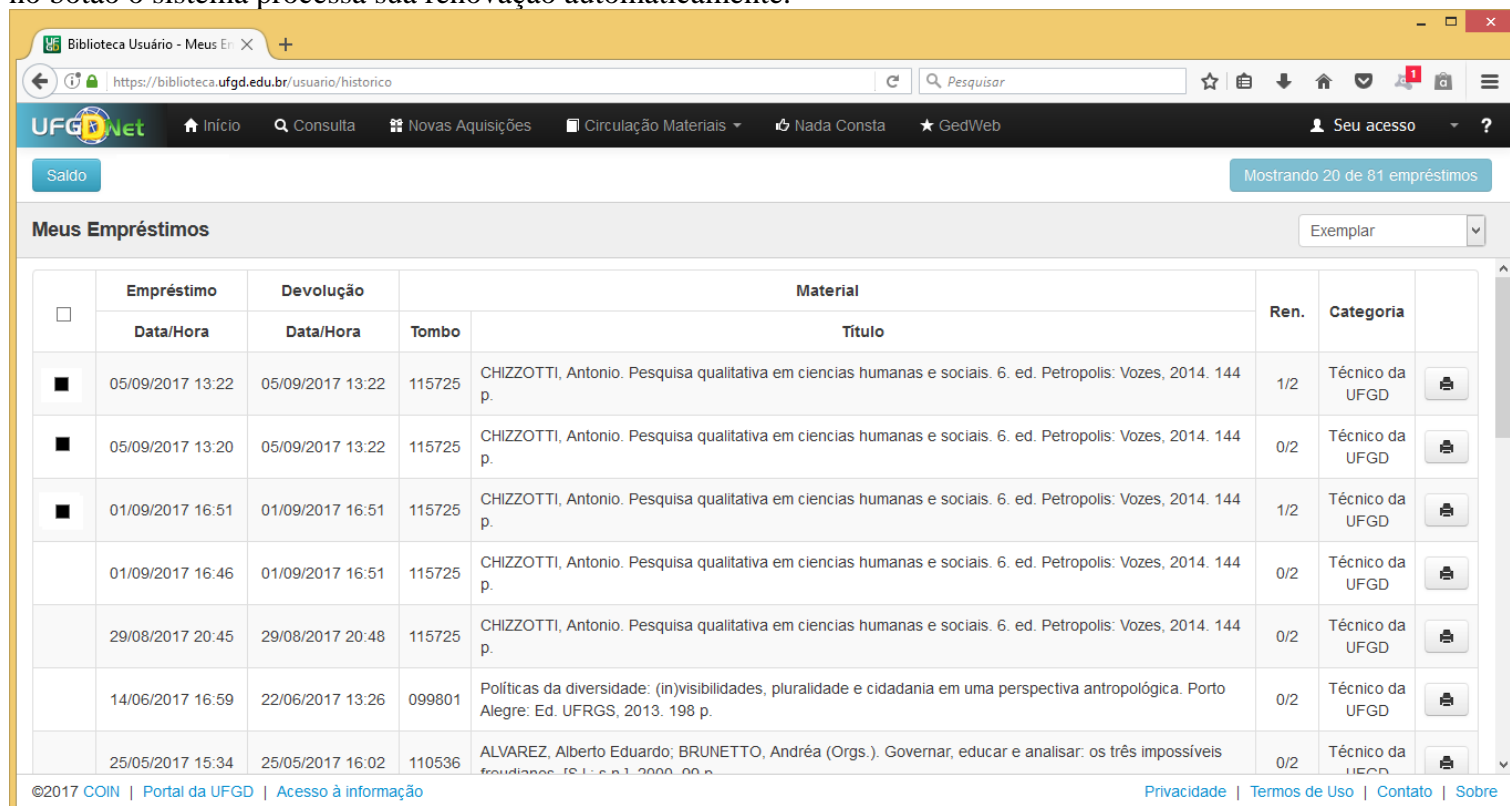 no botão o sistema processa sua renovação automaticamente.
Biblioteca Usuário - Meus En
https://biblioteca.ufgd.edu.br/usuario/historico
Pesquisar
1
UFGDNet Início Consulta Novas Aquisições Circulação Materiais Nada Consta GedWeb Seu acesso ?
Saldo Mostrando 20 de 81 empréstimos
Meus Empréstimos Exemplar
Empréstimo Devolução Material Ren. Categoria
Data/Hora Data/Hora Tombo Título
05/09/2017 13:22 05/09/2017 13:22 115725 CHIZZOTTI, Antonio. Pesquisa qualitativa em ciencias humanas e sociais. 6. ed. Petropolis: Vozes, 2014. 144 1/2 Técnico da
p. UFGD
05/09/2017 13:20 05/09/2017 13:22 115725 CHIZZOTTI, Antonio. Pesquisa qualitativa em ciencias humanas e sociais. 6. ed. Petropolis: Vozes, 2014. 144 0/2 Técnico da
p. UFGD
01/09/2017 16:51 01/09/2017 16:51 115725 CHIZZOTTI, Antonio. Pesquisa qualitativa em ciencias humanas e sociais. 6. ed. Petropolis: Vozes, 2014. 144 1/2 Técnico da
p. UFGD
01/09/2017 16:46 01/09/2017 16:51 115725 CHIZZOTTI, Antonio. Pesquisa qualitativa em ciencias humanas e sociais. 6. ed. Petropolis: Vozes, 2014. 144 0/2 Técnico da
p. UFGD
29/08/2017 20:45 29/08/2017 20:48 115725 CHIZZOTTI, Antonio. Pesquisa qualitativa em ciencias humanas e sociais. 6. ed. Petropolis: Vozes, 2014. 144 0/2 Técnico da
p. UFGD
14/06/2017 16:59 22/06/2017 13:26 099801 Políticas da diversidade: (in)visibilidades, pluralidade e cidadania em uma perspectiva antropológica. Porto 0/2 Técnico da
Alegre: Ed. UFRGS, 2013. 198 p. UFGD
25/05/2017 15:34 25/05/2017 16:02 110536 ALVAREZ, Alberto Eduardo; BRUNETTO, Andréa (Orgs.). Governar, educar e analisar: os três impossíveis 0/2 Técnico da
freudianos. [S.l.: s.n.], 2000. 99 p. UFGD
©2017 COIN | Portal da UFGD | Acesso à informação Privacidade | Termos de Uso | Contato | Sobre